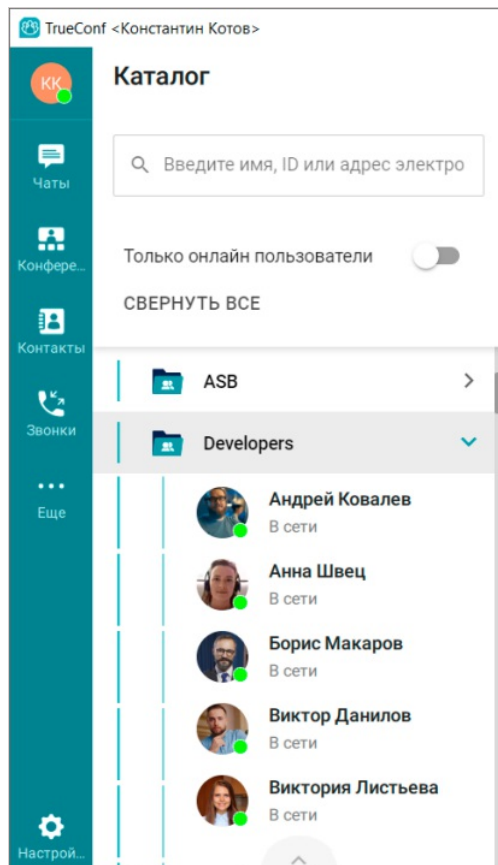 TrueConf <Константин Котов>
КК
Каталог
Чаты
Введите имя, ID или адрес электро
Конфере...
Только онлайн пользователи
СВЕРНУТЬ ВСЕ
Контакты
ASB
Звонки
Developers
Еще
Андрей Ковалев
В сети
Анна Швец
В сети
Борис Макаров
В сети
Виктор Данилов
В сети
Виктория Листьева
В сети
Настрой...